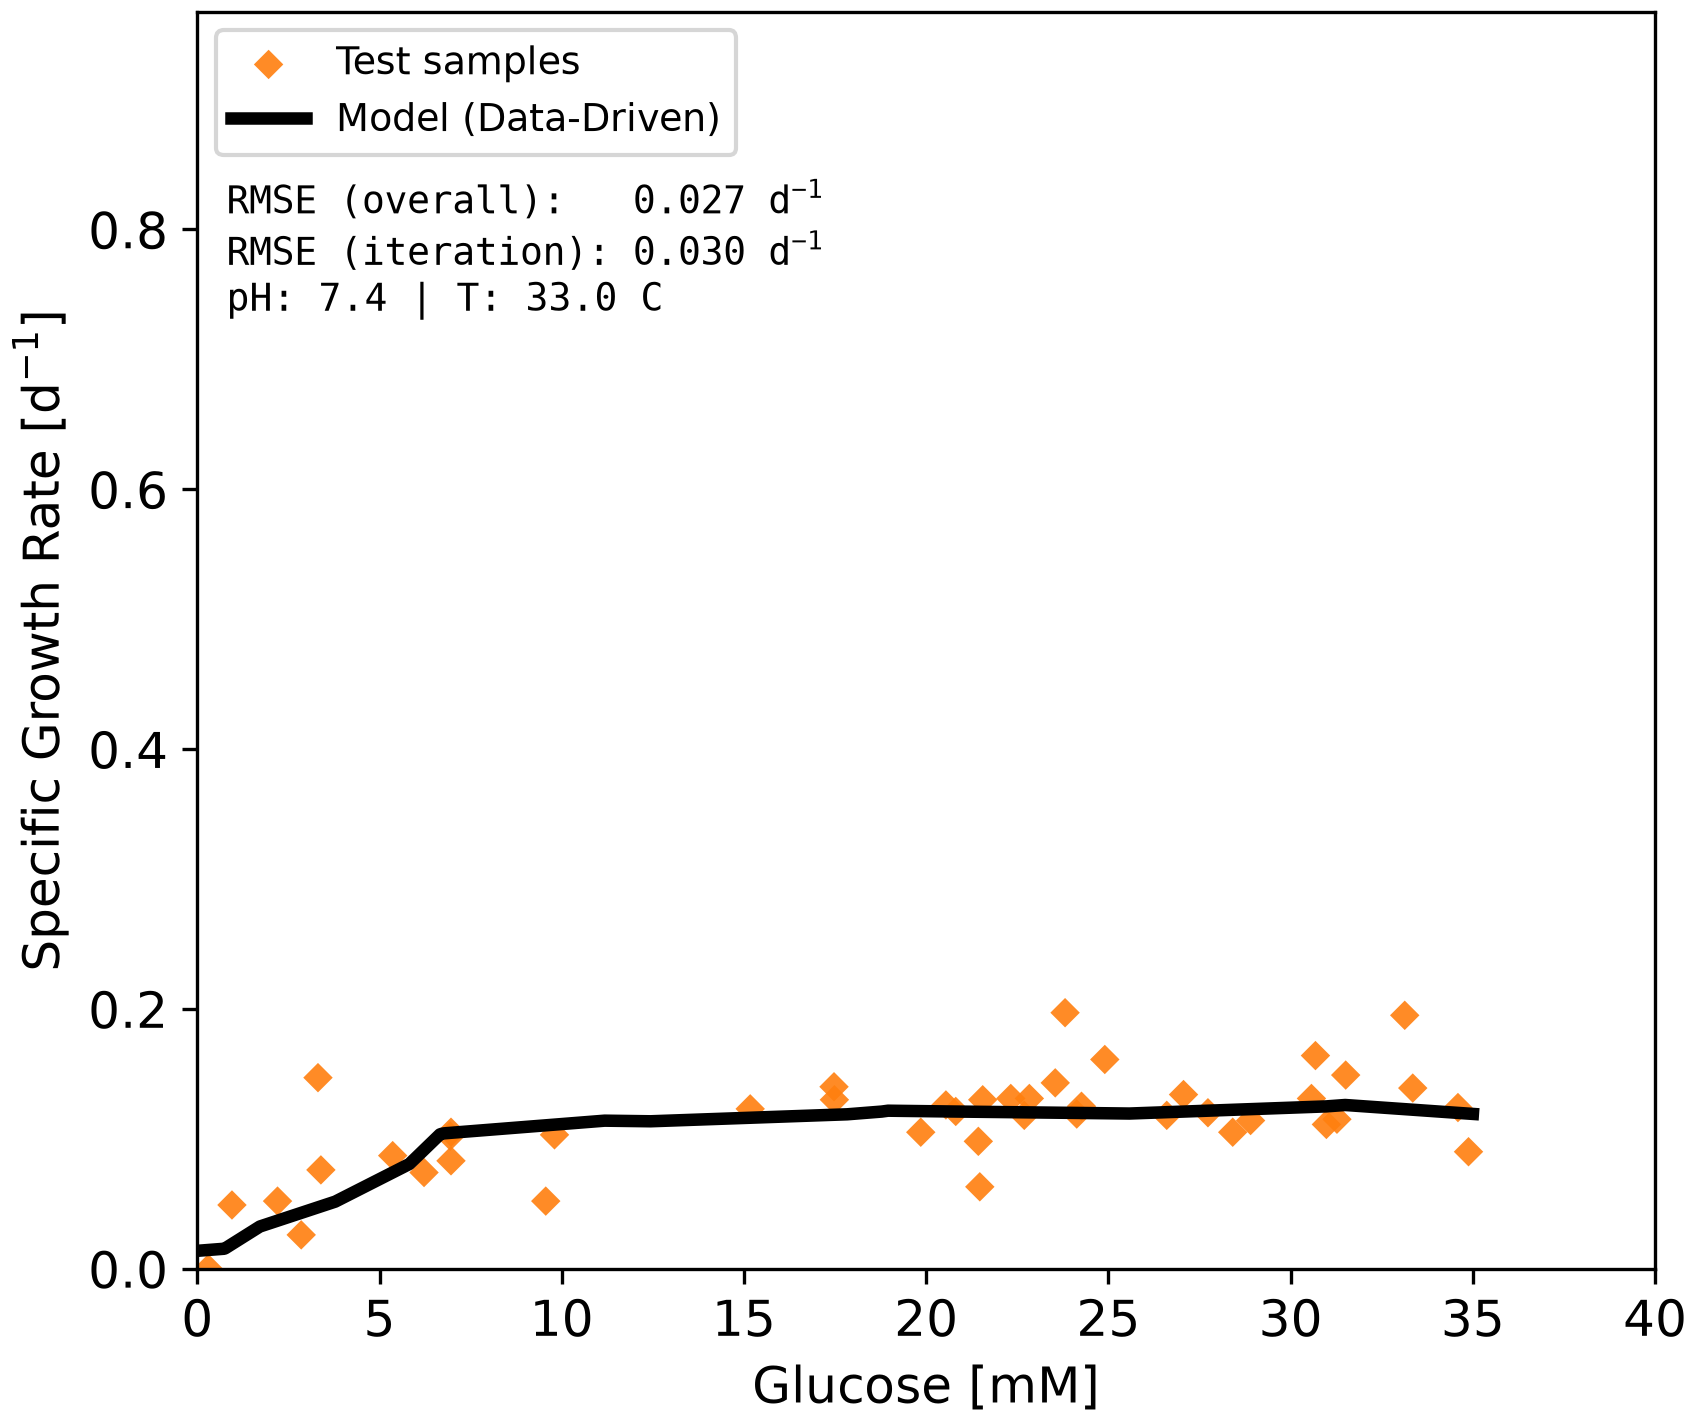 Test samples
Model (Data-Driven)
RMSE (overall):   0.027 d⁻¹
RMSE (iteration): 0.030 d⁻¹
pH: 7.4 | T: 33.0 C
Specific Growth Rate [d⁻¹]
0.8
0.6
0.4
0.2
0.0
0 5 10 15 20 25 30 35 40
Glucose [mM]